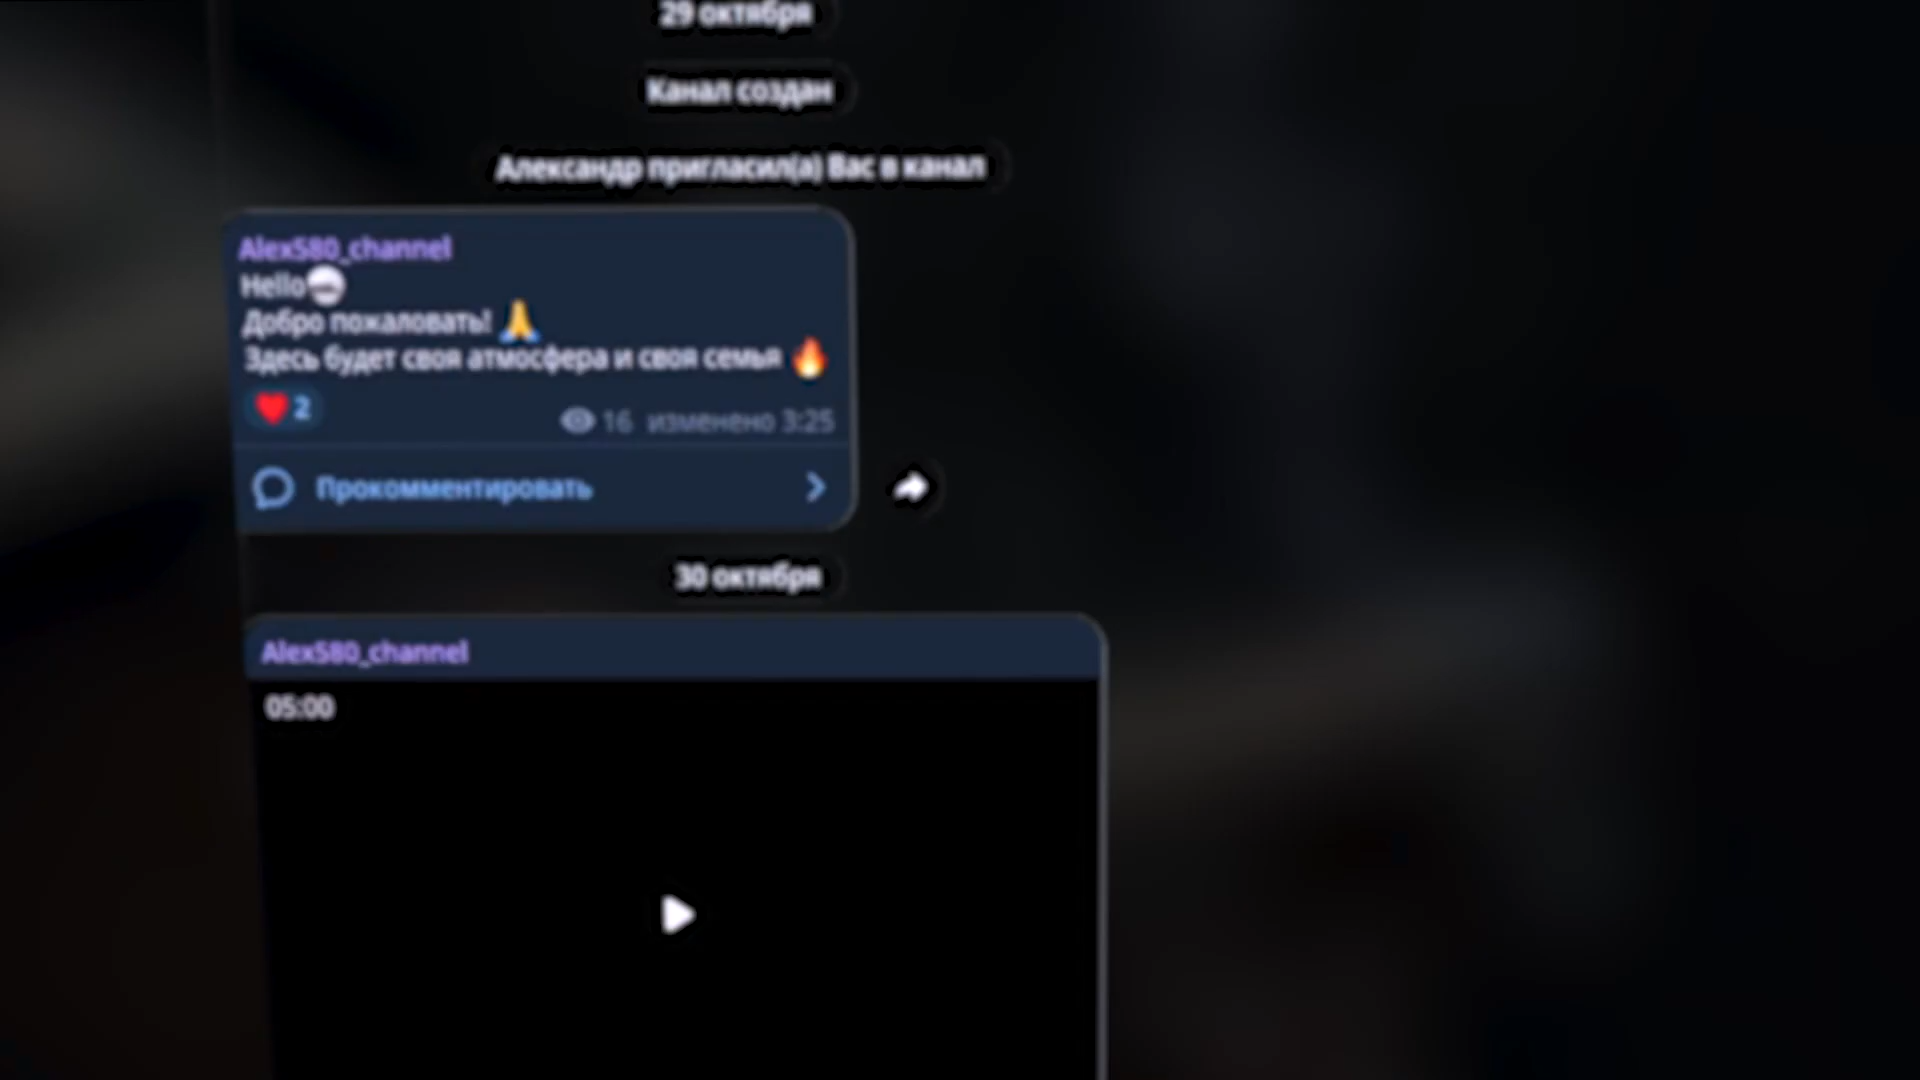 29 октября
Канал создан
Александр пригласил(а) Вас в канал
Alex580_channel
Hello
Добро пожаловать! 🙏
Здесь будет своя атмосфера и своя семья 🔥
❤️ 2
16 изменено 3:25
Прокомментировать
30 октября
Alex580_channel
05:00